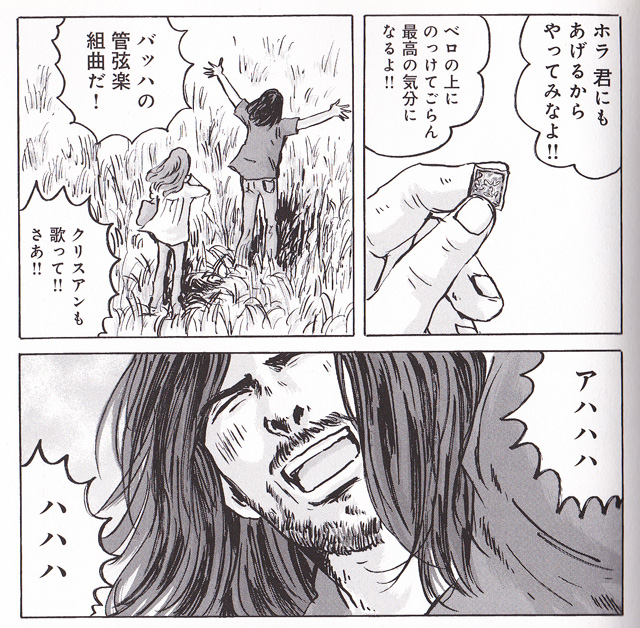 ホラ 君にも
あげるから
やってみなよ!!
ベロの上に
のっけてごらん
最高の気分に
なるよ!!
バッハの
管弦楽
組曲だ!
クリスアンも
歌って!!
さあ!!
アハハハ
ハハハ